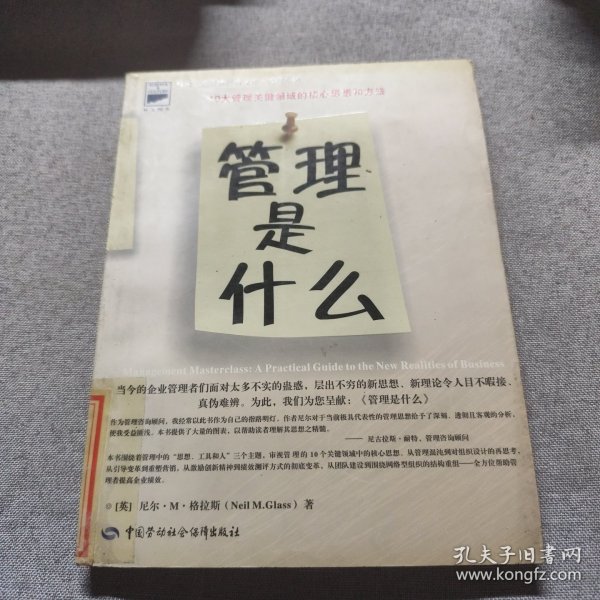 10大管理关键领域的核心思想和方法
管理
是
什么
Management Masterclass: A Practical Guide to the New Realities of Business
当今的企业管理者们面对太多不实的蛊惑，层出不穷的新思想、新理论令人目不暇接、
真伪难辨。为此，我们为您呈献：《管理是什么》
作为管理咨询顾问，我经常以此书作为自己的指路明灯。作者尼尔对于当前极具代表性的管理思想给予了深刻、透彻且客观的分析，
使我受益匪浅。本书提供了大量的图表，以帮助读者理解其思想之精髓。
—— 尼古拉斯·耐特，管理咨询顾问
本书围绕着管理中的“思想、工具和人”三个主题，审视管理的10个关键领域中的核心思想。从管理混沌到对组织设计的再思考，
从引导变革到重塑营销，从激励创新精神到绩效测评方式的彻底变革，从团队建设到围绕网络型组织的结构重组——全方位帮助管
理者提高企业绩效。
[英] 尼尔·M·格拉斯（Neil M.Glass）著
中国劳动社会保障出版社
孔夫子旧书网
www.kongfz.com